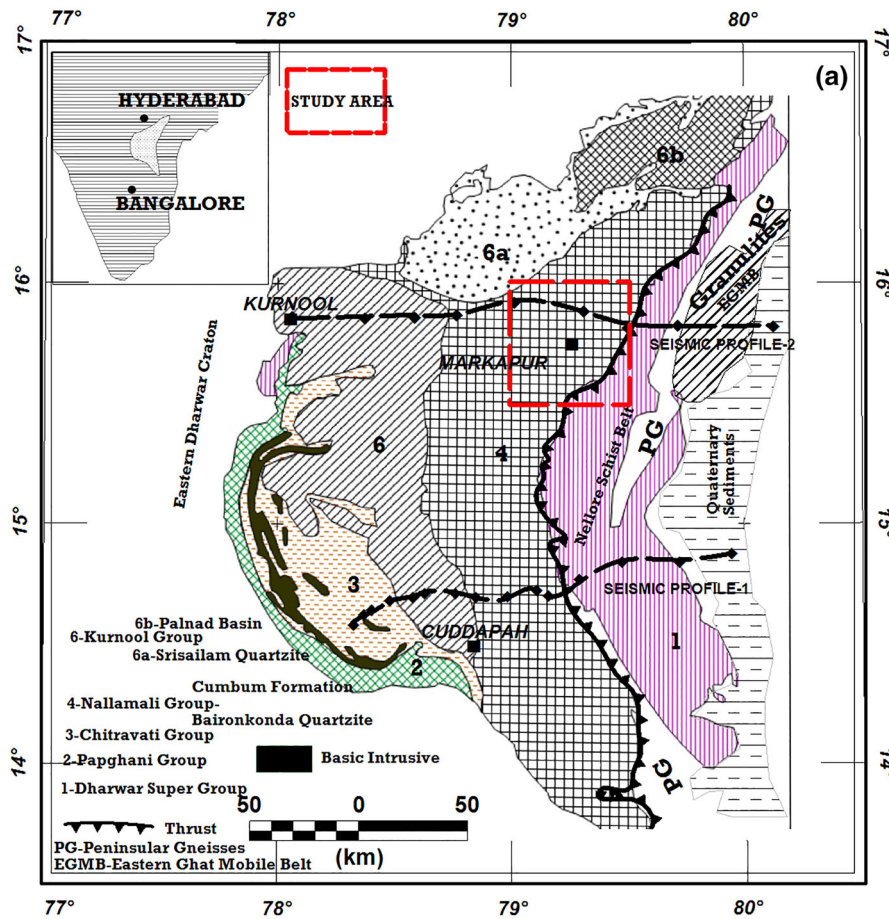 77° 78° 79° 80°
17° 17°
(a)
HYDERABAD
BANGALORE
STUDY AREA
6b
6a
PG
Granulites
EGMB
16° 16°
KURNOOL
SEISMIC PROFILE-2
MARKAPUR
Eastern Dharwar Craton
6
4
Nellore Schist Belt
PG
Quaternary
Sediments
15° 15°
3
SEISMIC PROFILE-1
CUDDAPAH
1
2
6b-Palnad Basin
6-Kurnool Group
6a-Srisailam Quartzite
Cumbum Formation
4-Nallamali Group-
Baironkonda Quartzite
3-Chitravati Group
2-Papghani Group
Basic Intrusive
1-Dharwar Super Group
14° 14°
PG
50 0 50
(km)
Thrust
PG-Peninsular Gneisses
EGMB-Eastern Ghat Mobile Belt
77° 78° 79° 80°